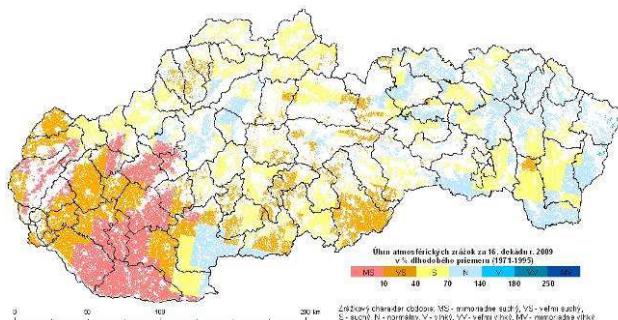 Úhrn atmosférických zrážok za 16. dekádu r. 2009
v % dlhodobého priemeru (1971-1995)
MS VS S N V VV MV
10 40 70 140 180 250
0 50 100 200 km
Zrážkový charakter obdobia: MS - mimoriadne suchý, VS - veľmi suchý,
S - suchý, N - normálny, V - vlhký, VV - veľmi vlhký, MV - mimoriadne vlhký